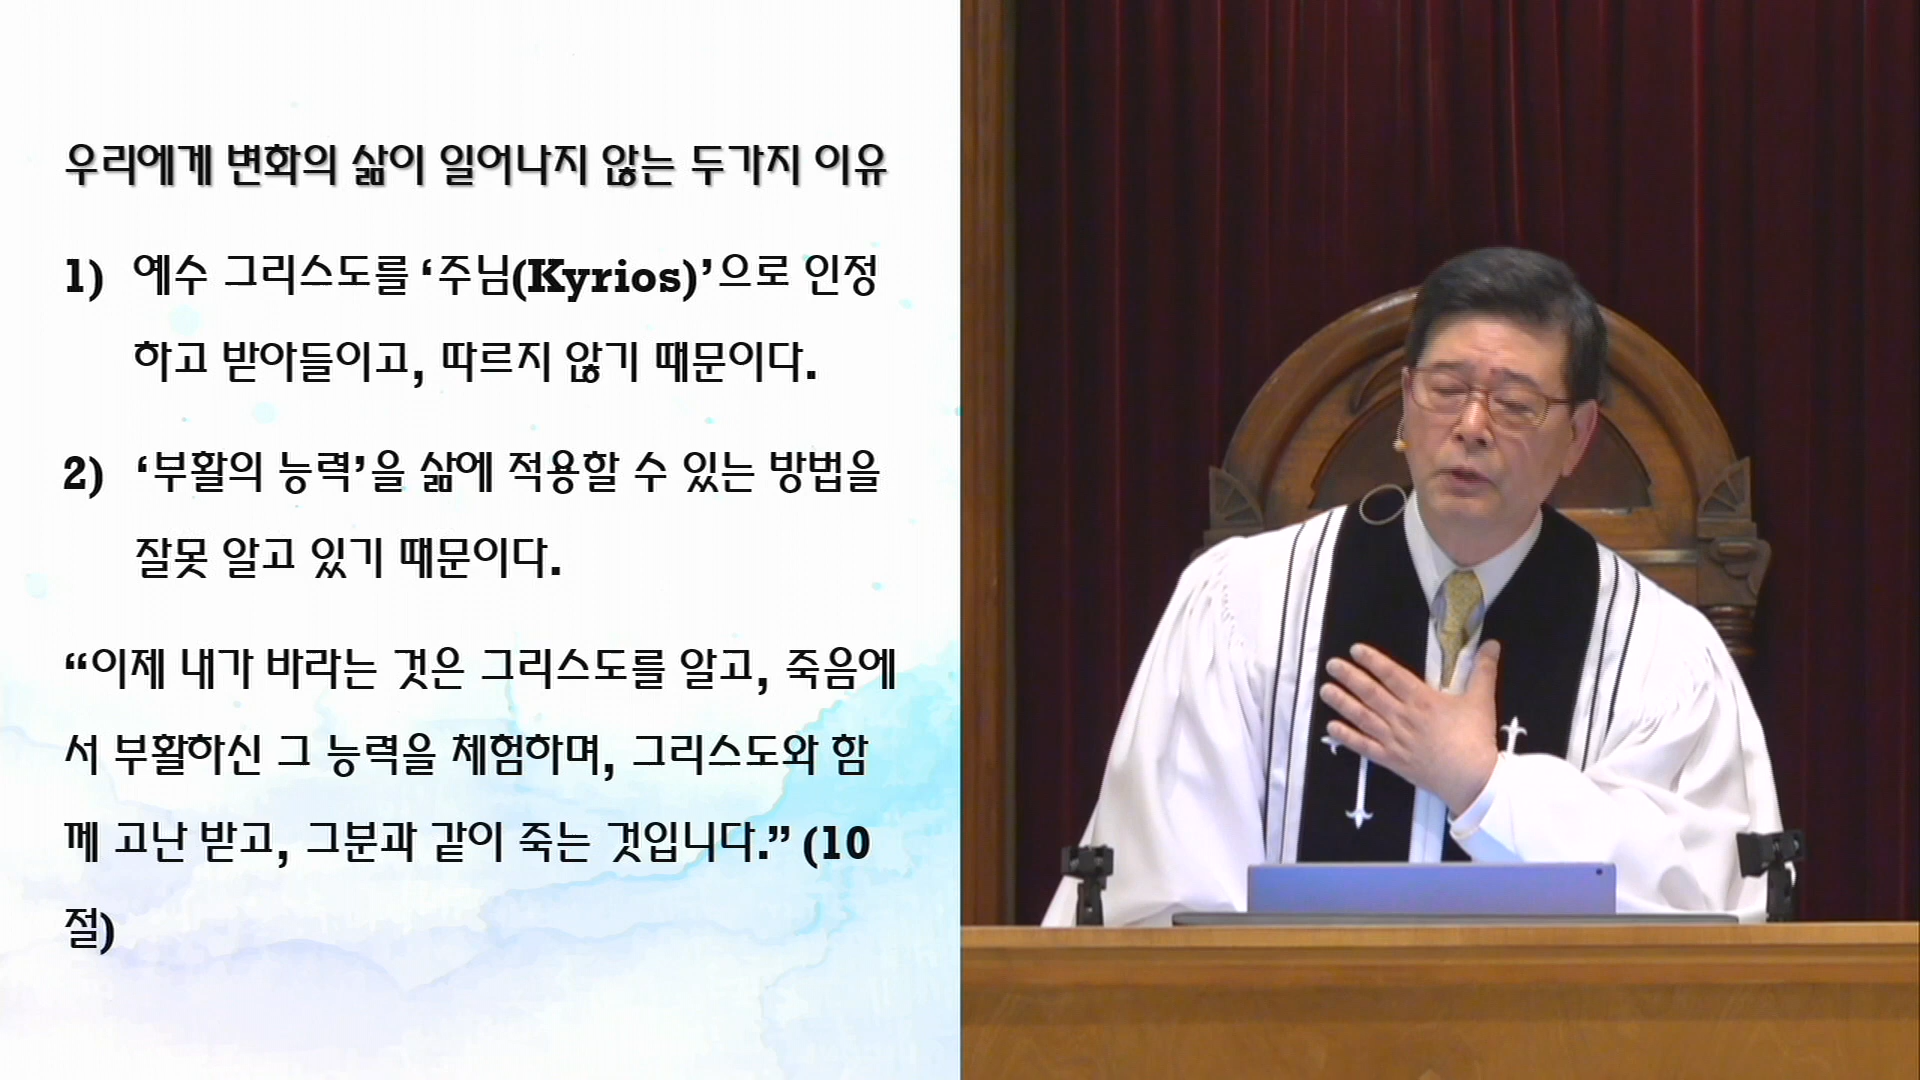 우리에게 변화의 삶이 일어나지 않는 두가지 이유
1) 예수 그리스도를 ‘주님(Kyrios)’으로 인정
하고 받아들이고, 따르지 않기 때문이다.
2) ‘부활의 능력’을 삶에 적용할 수 있는 방법을
잘못 알고 있기 때문이다.
“이제 내가 바라는 것은 그리스도를 알고, 죽음에
서 부활하신 그 능력을 체험하며, 그리스도와 함
께 고난 받고, 그분과 같이 죽는 것입니다.” (10
절)